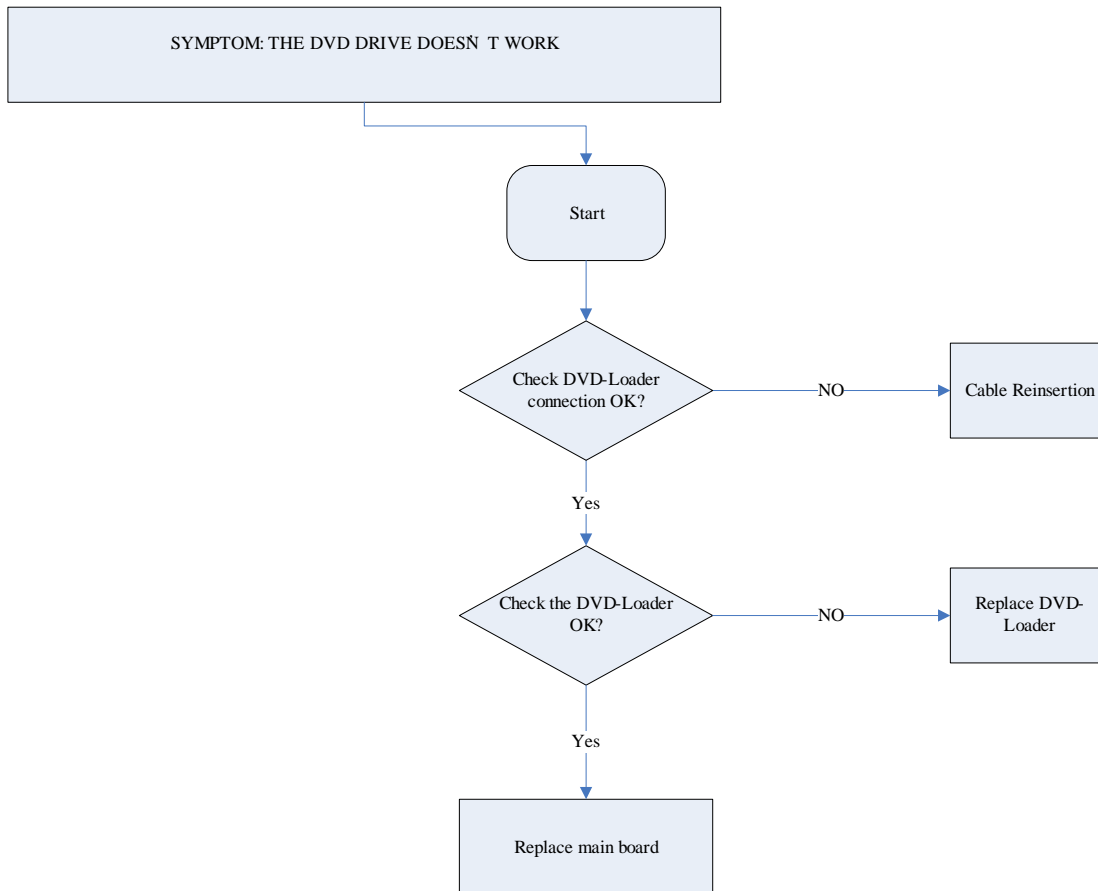 SYMPTOM: THE DVD DRIVE DOESN` T WORK
Start
Check DVD-Loader
connection OK?
NO
Cable Reinsertion
Yes
Check the DVD-Loader
OK?
NO
Replace DVD-
Loader
Yes
Replace main board